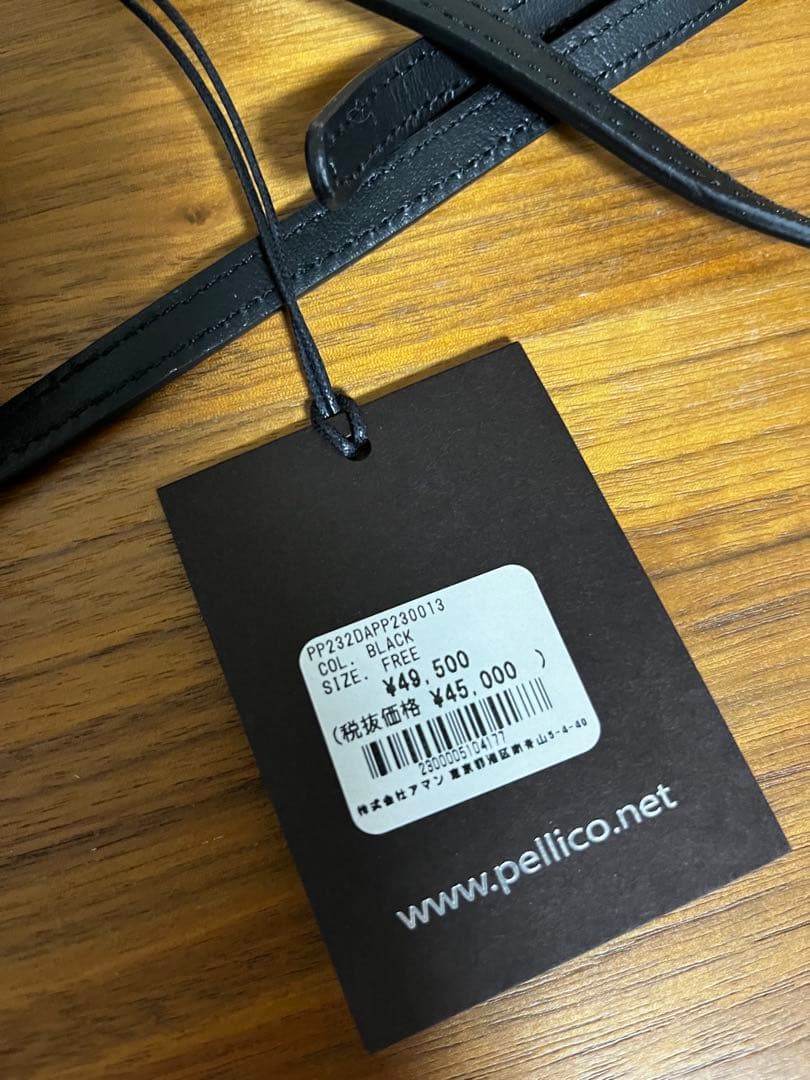 PP232DAPP230013
COL. BLACK
SIZE. FREE
¥49,500
(税抜価格 ¥45,000 )
2300005104177
株式会社アマン 東京都港区南青山5-4-40
www.pellico.net